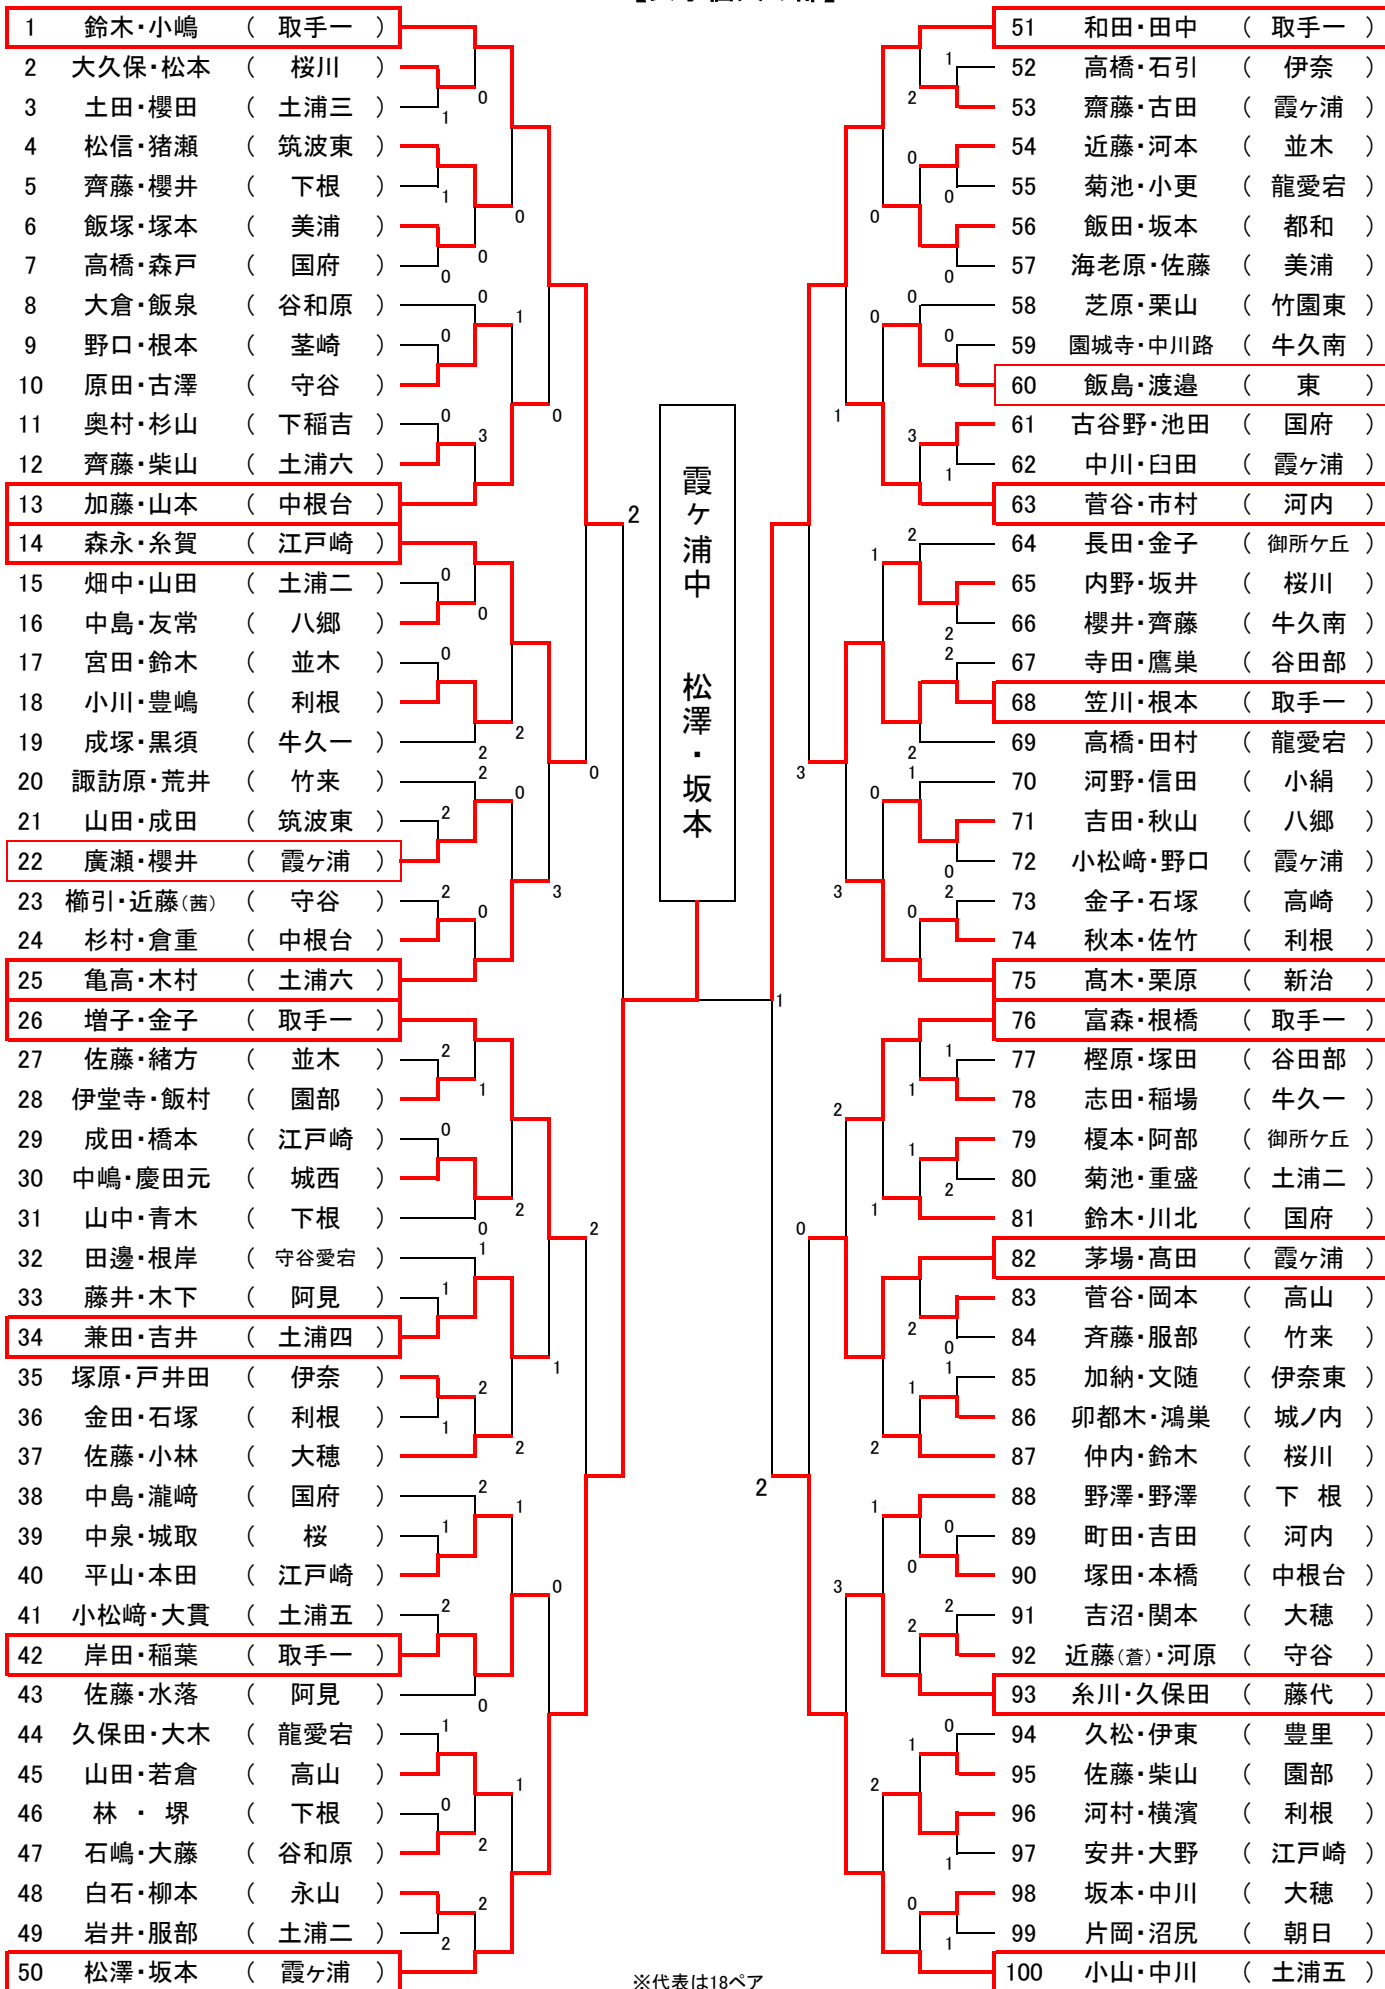 1 鈴木・小嶋 ( 取手一 )
2 大久保・松本 ( 桜川 )
3 土田・櫻田 ( 土浦三 )
4 松信・猪瀬 ( 筑波東 )
5 齊藤・櫻井 ( 下根 )
6 飯塚・塚本 ( 美浦 )
7 高橋・森戸 ( 国府 )
8 大倉・飯泉 ( 谷和原 )
9 野口・根本 ( 茎崎 )
10 原田・古澤 ( 守谷 )
11 奥村・杉山 ( 下稲吉 )
12 齊藤・柴山 ( 土浦六 )
13 加藤・山本 ( 中根台 )
14 森永・糸賀 ( 江戸崎 )
15 畑中・山田 ( 土浦二 )
16 中島・友常 ( 八郷 )
17 宮田・鈴木 ( 並木 )
18 小川・豊嶋 ( 利根 )
19 成塚・黒須 ( 牛久一 )
20 諏訪原・荒井 ( 竹来 )
21 山田・成田 ( 筑波東 )
22 廣瀬・櫻井 ( 霞ヶ浦 )
23 櫛引・近藤(茜) ( 守谷 )
24 杉村・倉重 ( 中根台 )
25 亀高・木村 ( 土浦六 )
26 増子・金子 ( 取手一 )
27 佐藤・緒方 ( 並木 )
28 伊堂寺・飯村 ( 園部 )
29 成田・橋本 ( 江戸崎 )
30 中嶋・慶田元 ( 城西 )
31 山中・青木 ( 下根 )
32 田邊・根岸 ( 守谷愛宕 )
33 藤井・木下 ( 阿見 )
34 兼田・吉井 ( 土浦四 )
35 塚原・戸井田 ( 伊奈 )
36 金田・石塚 ( 利根 )
37 佐藤・小林 ( 大穂 )
38 中島・瀧﨑 ( 国府 )
39 中泉・城取 ( 桜 )
40 平山・本田 ( 江戸崎 )
41 小松﨑・大貫 ( 土浦五 )
42 岸田・稲葉 ( 取手一 )
43 佐藤・水落 ( 阿見 )
44 久保田・大木 ( 龍愛宕 )
45 山田・若倉 ( 高山 )
46 林 ・ 堺 ( 下根 )
47 石嶋・大藤 ( 谷和原 )
48 白石・柳本 ( 永山 )
49 岩井・服部 ( 土浦二 )
50 松澤・坂本 ( 霞ヶ浦 )
霞ヶ浦中 松澤・坂本
※代表は18ペア
51 和田・田中 ( 取手一 )
52 高橋・石引 ( 伊奈 )
53 齋藤・古田 ( 霞ヶ浦 )
54 近藤・河本 ( 並木 )
55 菊池・小更 ( 龍愛宕 )
56 飯田・坂本 ( 都和 )
57 海老原・佐藤 ( 美浦 )
58 芝原・栗山 ( 竹園東 )
59 園城寺・中川路 ( 牛久南 )
60 飯島・渡邉 ( 東 )
61 古谷野・池田 ( 国府 )
62 中川・臼田 ( 霞ヶ浦 )
63 菅谷・市村 ( 河内 )
64 長田・金子 ( 御所ケ丘 )
65 内野・坂井 ( 桜川 )
66 櫻井・齊藤 ( 牛久南 )
67 寺田・鷹巣 ( 谷田部 )
68 笠川・根本 ( 取手一 )
69 高橋・田村 ( 龍愛宕 )
70 河野・信田 ( 小絹 )
71 吉田・秋山 ( 八郷 )
72 小松﨑・野口 ( 霞ヶ浦 )
73 金子・石塚 ( 高崎 )
74 秋本・佐竹 ( 利根 )
75 髙木・栗原 ( 新治 )
76 富森・根橋 ( 取手一 )
77 樫原・塚田 ( 谷田部 )
78 志田・稲場 ( 牛久一 )
79 榎本・阿部 ( 御所ケ丘 )
80 菊池・重盛 ( 土浦二 )
81 鈴木・川北 ( 国府 )
82 茅場・髙田 ( 霞ヶ浦 )
83 菅谷・岡本 ( 高山 )
84 斉藤・服部 ( 竹来 )
85 加納・文随 ( 伊奈東 )
86 卯都木・鴻巣 ( 城ノ内 )
87 仲内・鈴木 ( 桜川 )
88 野澤・野澤 ( 下 根 )
89 町田・吉田 ( 河内 )
90 塚田・本橋 ( 中根台 )
91 吉沼・関本 ( 大穂 )
92 近藤(蒼)・河原 ( 守谷 )
93 糸川・久保田 ( 藤代 )
94 久松・伊東 ( 豊里 )
95 佐藤・柴山 ( 園部 )
96 河村・横濱 ( 利根 )
97 安井・大野 ( 江戸崎 )
98 坂本・中川 ( 大穂 )
99 片岡・沼尻 ( 朝日 )
100 小山・中川 ( 土浦五 )